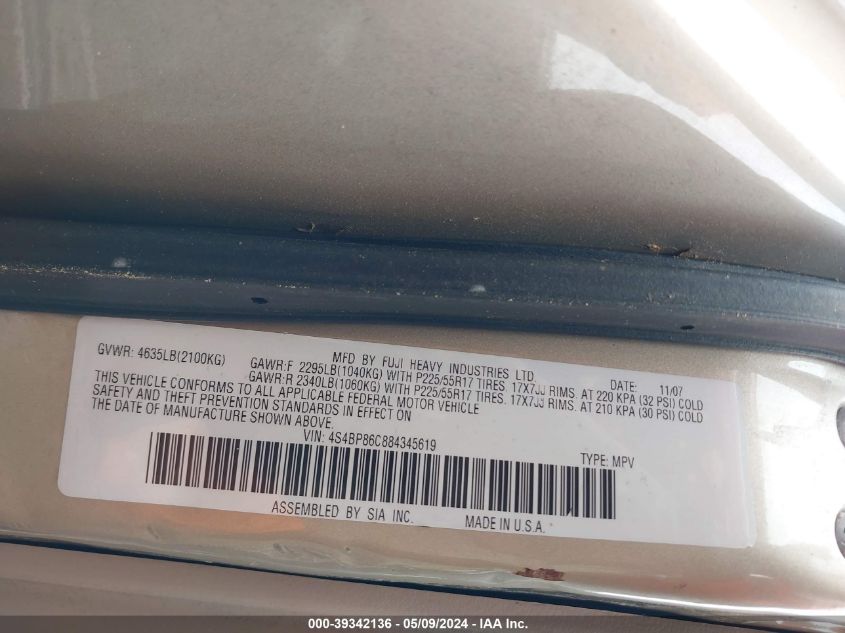 MFD BY FUJI HEAVY INDUSTRIES LTD. DATE: 11/07
GVWR: 4635LB(2100KG) GAWR:F 2295LB(1040KG) WITH P225/55R17 TIRES. 17X7JJ RIMS. AT 220 KPA (32 PSI) COLD
GAWR:R 2340LB(1060KG) WITH P225/55R17 TIRES. 17X7JJ RIMS. AT 210 KPA (30 PSI) COLD
THIS VEHICLE CONFORMS TO ALL APPLICABLE FEDERAL MOTOR VEHICLE
SAFETY AND THEFT PREVENTION STANDARDS IN EFFECT ON
THE DATE OF MANUFACTURE SHOWN ABOVE.
VIN: 4S4BP86C884345619 TYPE: MPV
ASSEMBLED BY SIA INC. MADE IN U.S.A.
000-39342136 - 05/09/2024 - IAA Inc.